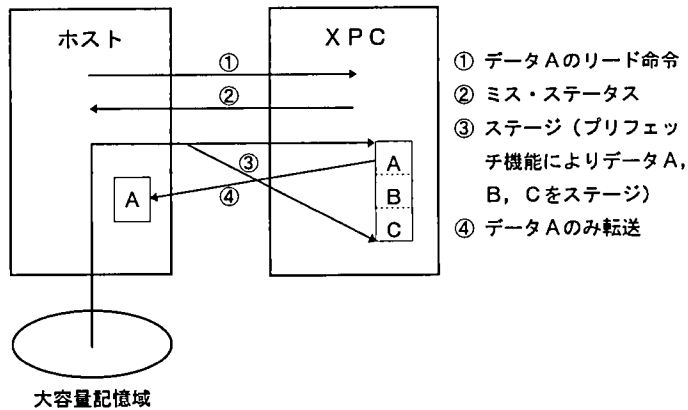 ホスト
XPC
①
②
③
④
A
A
B
C
大容量記憶域
① データAのリード命令
② ミス・ステータス
③ ステージ（プリフェッ
チ機能によりデータA，
B，Cをステージ）
④ データAのみ転送